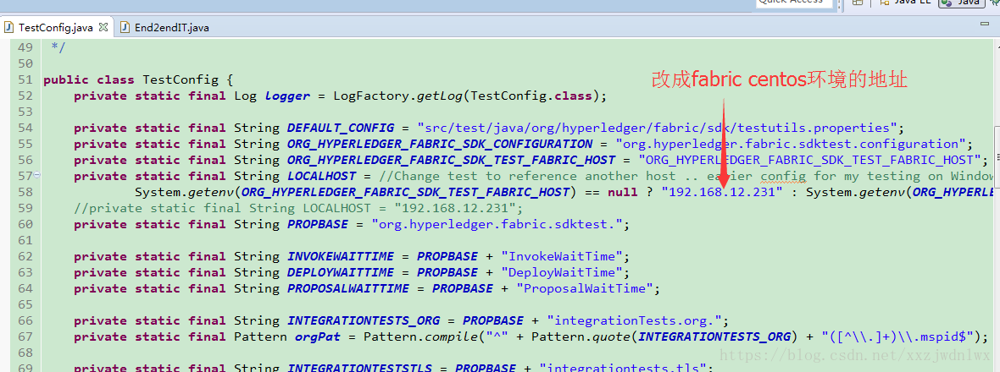 Quick Access
Java EE
Java
TestConfig.java
End2endIT.java
49 */
50
51 public class TestConfig {
改成fabric centos环境的地址
52 private static final Log logger = LogFactory.getLog(TestConfig.class);
53
54 private static final String DEFAULT_CONFIG = "src/test/java/org/hyperledger/fabric/sdk/testutils.properties";
55 private static final String ORG_HYPERLEDGER_FABRIC_SDK_CONFIGURATION = "org.hyperledger.fabric.sdktest.configuration";
56 private static final String ORG_HYPERLEDGER_FABRIC_SDK_TEST_FABRIC_HOST = "ORG_HYPERLEDGER_FABRIC_SDK_TEST_FABRIC_HOST";
57 private static final String LOCALHOST = //Change test to reference another host .. easier config for my testing on Window
58 System.getenv(ORG_HYPERLEDGER_FABRIC_SDK_TEST_FABRIC_HOST) == null ? "192.168.12.231" : System.getenv(ORG_HYPERLE
59 //private static final String LOCALHOST = "192.168.12.231";
60 private static final String PROPBASE = "org.hyperledger.fabric.sdktest.";
61
62 private static final String INVOKEWAITTIME = PROPBASE + "InvokeWaitTime";
63 private static final String DEPLOYWAITTIME = PROPBASE + "DeployWaitTime";
64 private static final String PROPOSALWAITTIME = PROPBASE + "ProposalWaitTime";
65
66 private static final String INTEGRATIONTESTS_ORG = PROPBASE + "integrationTests.org.";
67 private static final Pattern orgPat = Pattern.compile("^" + Pattern.quote(INTEGRATIONTESTS_ORG) + "([^\\.]+)\\.mspid$");
68
https://blog.csdn.net/xxzjwdnlwx
69 private static final String INTEGRATIONTESTSTLS = PROPBASE + "integrationtests.tls";